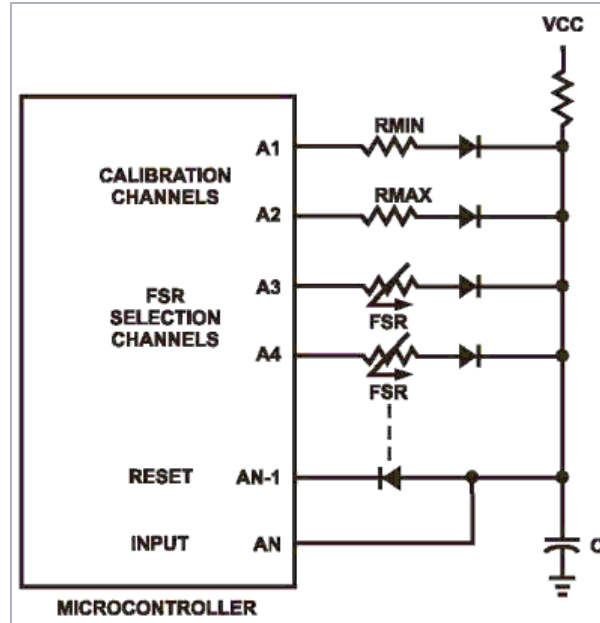 VCC
RMIN
A1
CALIBRATION
CHANNELS
RMAX
A2
A3
FSR
SELECTION
CHANNELS
FSR
A4
FSR
RESET AN-1
INPUT AN
C
MICROCONTROLLER